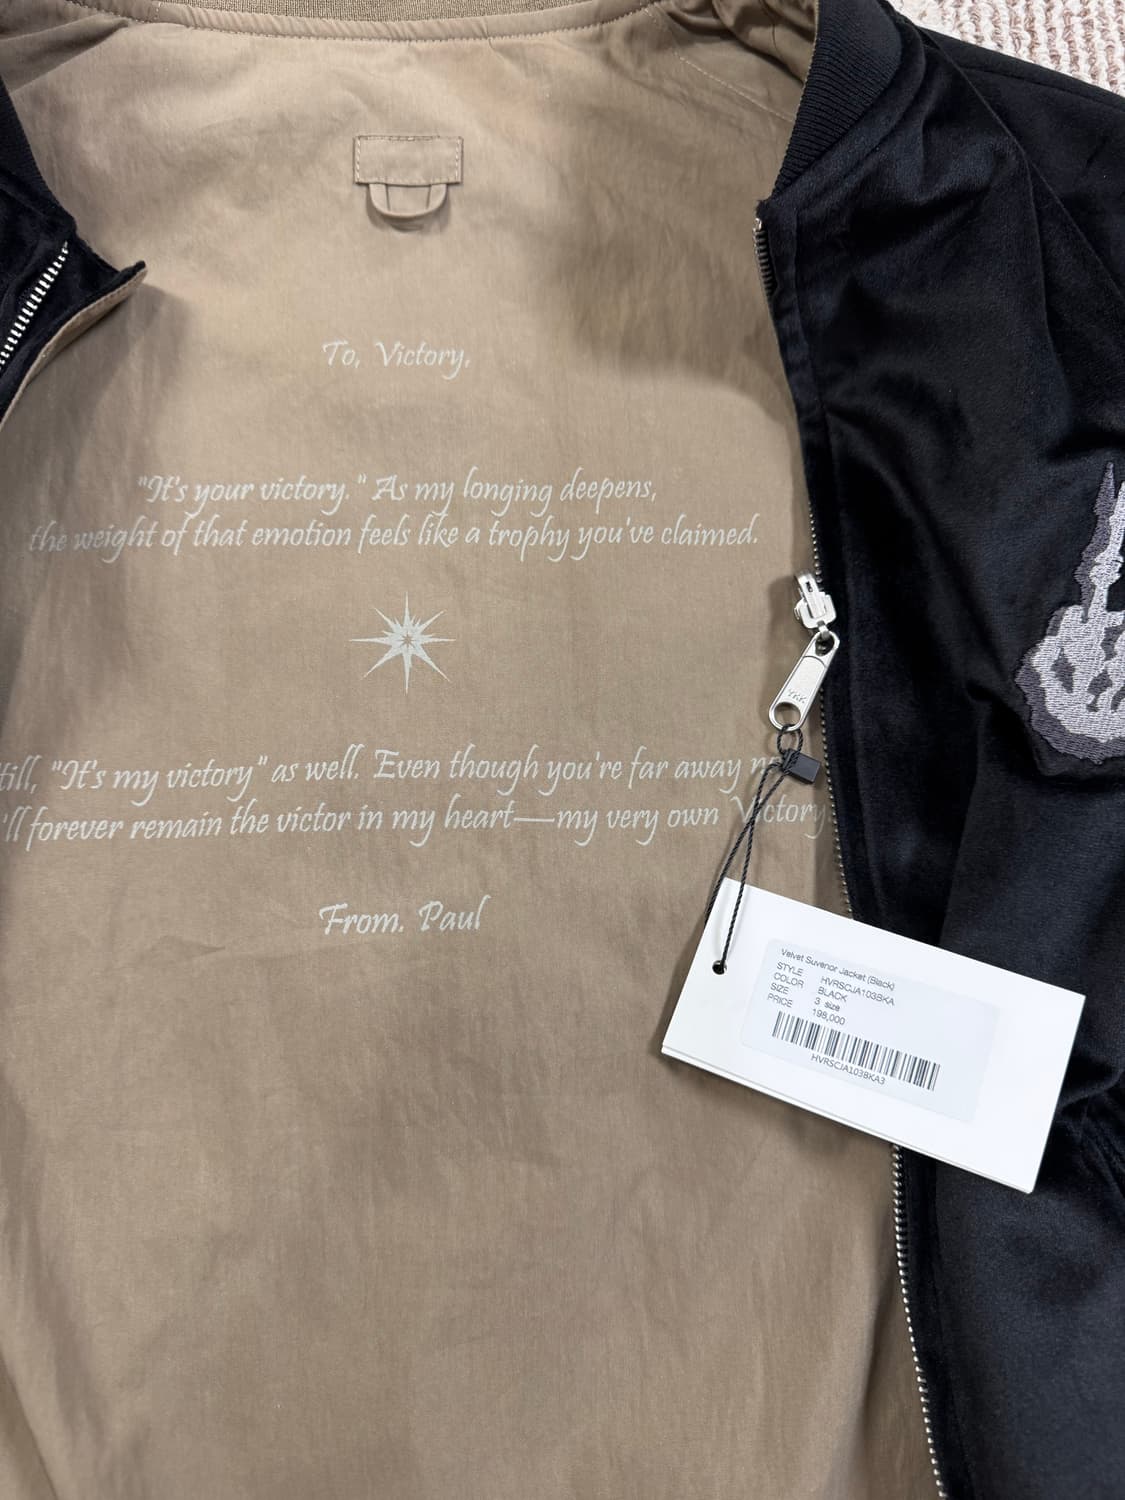 To, Victory,
"It's your victory." As my longing deepens,
the weight of that emotion feels like a trophy you've claimed.
"It's my victory" as well. Even though you're far away
'll forever remain the victor in my heart—my very own Victory
From. Paul
YKK
Velvet Suvenor Jacket (Black)
STYLE HVRSCJA103BKA
COLOR BLACK
SIZE 3 size
PRICE 198,000
HVRSCJA103BKA3